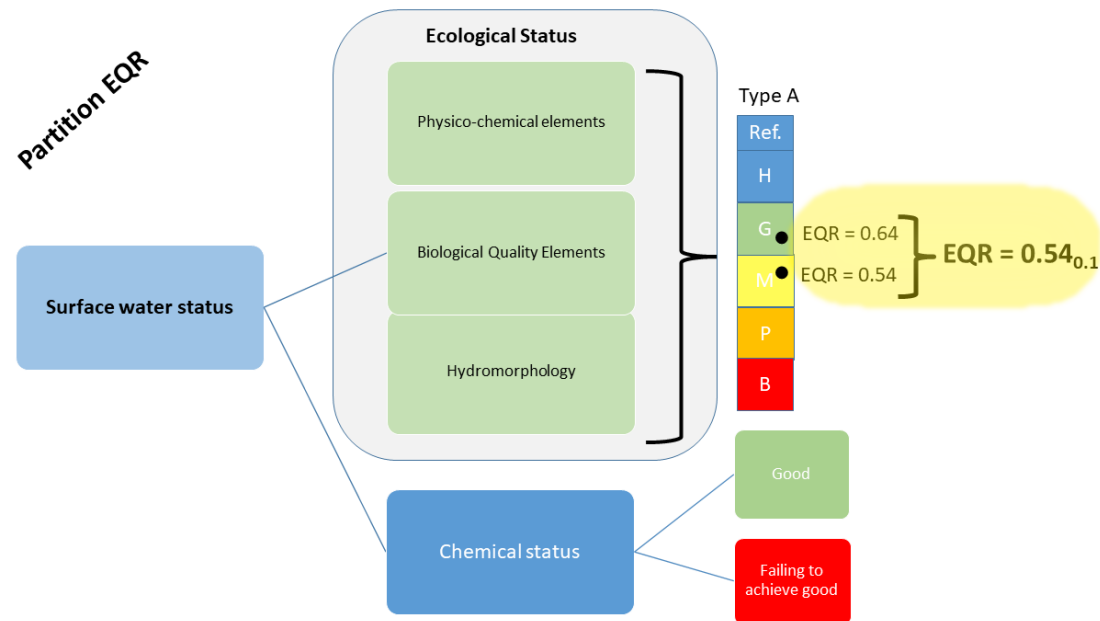 Partition EQR
Ecological Status
Physico-chemical elements
Biological Quality Elements
Hydromorphology
Surface water status
Type A
Ref.
H
G
M
P
B
EQR = 0.64
EQR = 0.54
EQR = 0.54₀.₁
Chemical status
Good
Failing to
achieve good